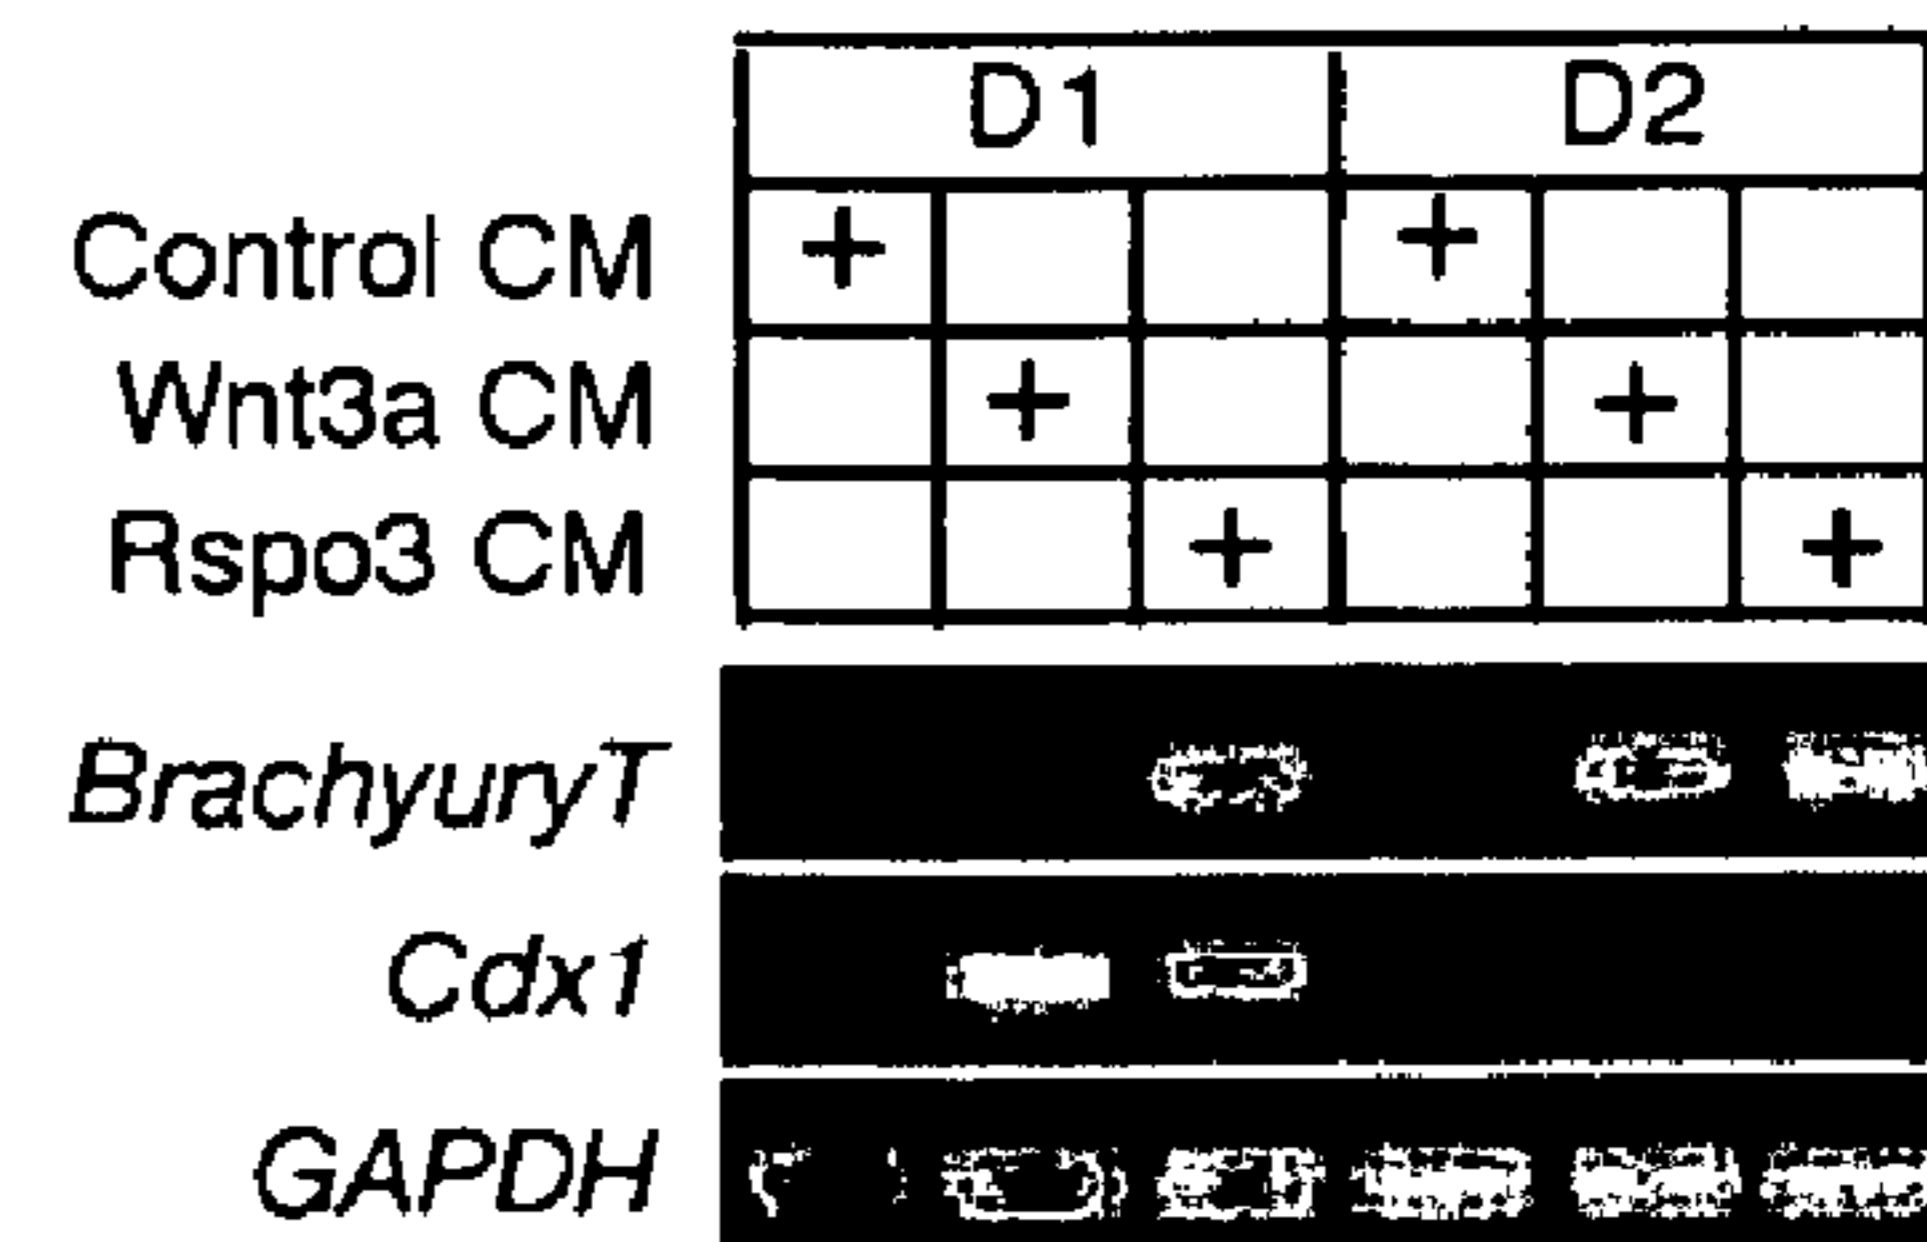 D1 D2
Control CM + +
Wnt3a CM + +
Rspo3 CM + +
BrachyuryT
Cdx1
GAPDH